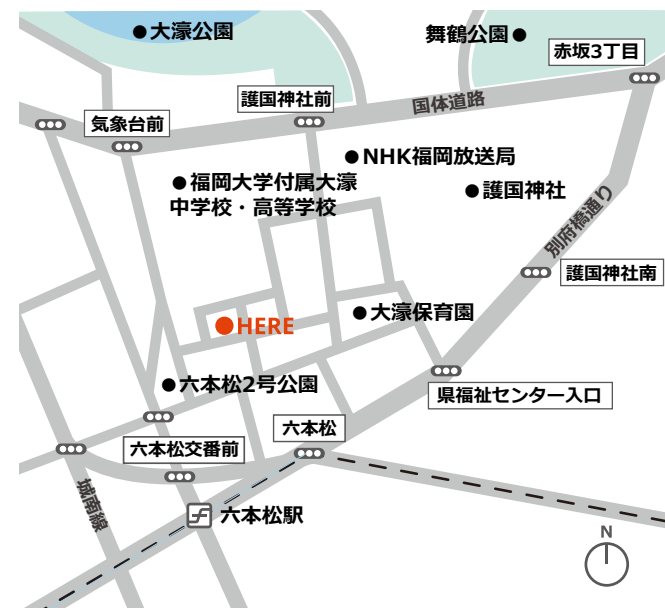 ●大濠公園
舞鶴公園●
赤坂3丁目
護国神社前
国体道路
気象台前
●NHK福岡放送局
●福岡大学付属大濠
中学校・高等学校
●護国神社
別府橋通り
護国神社南
●大濠保育園
●HERE
●六本松2号公園
県福祉センター入口
六本松
六本松交番前
城南線
六本松駅
N